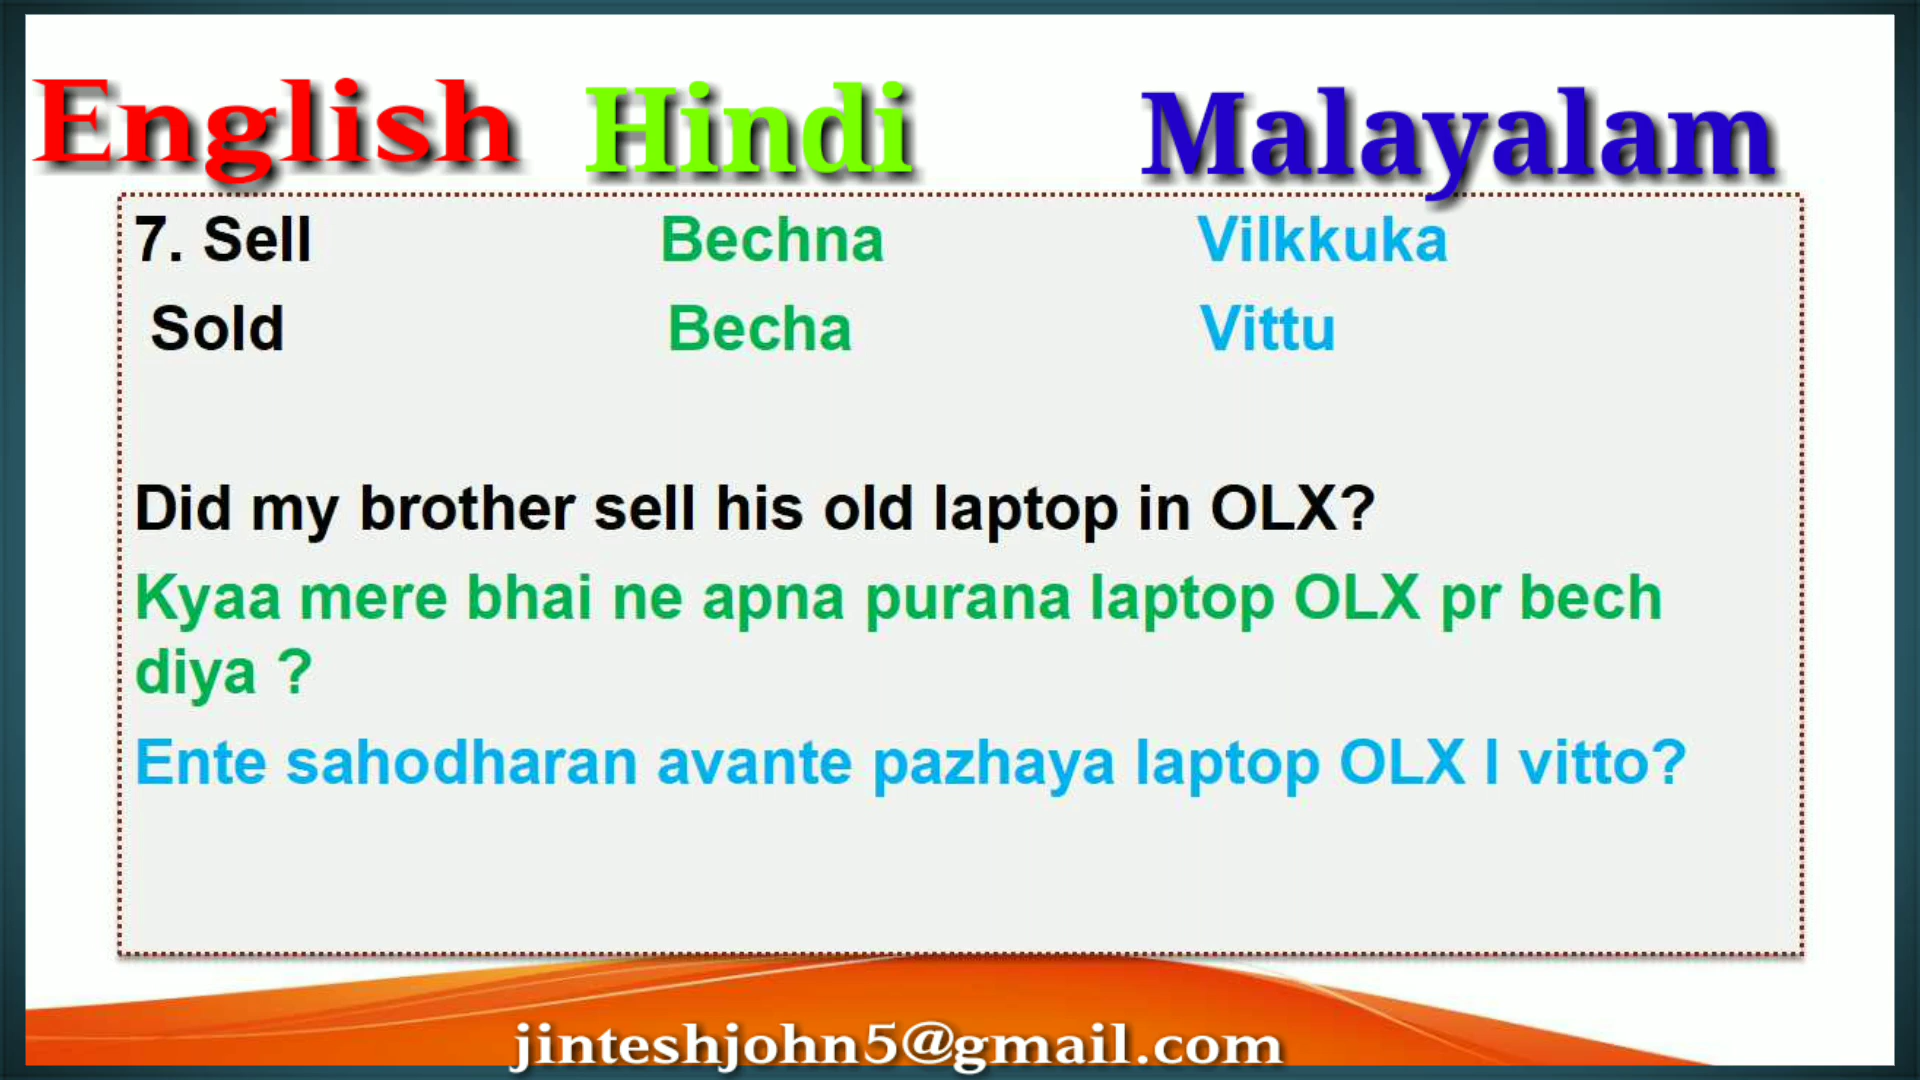 English Hindi Malayalam
7. Sell Bechna Vilkkuka
Sold Becha Vittu
Did my brother sell his old laptop in OLX?
Kyaa mere bhai ne apna purana laptop OLX pr bech
diya ?
Ente sahodharan avante pazhaya laptop OLX l vitto?
jinteshjohn5@gmail.com